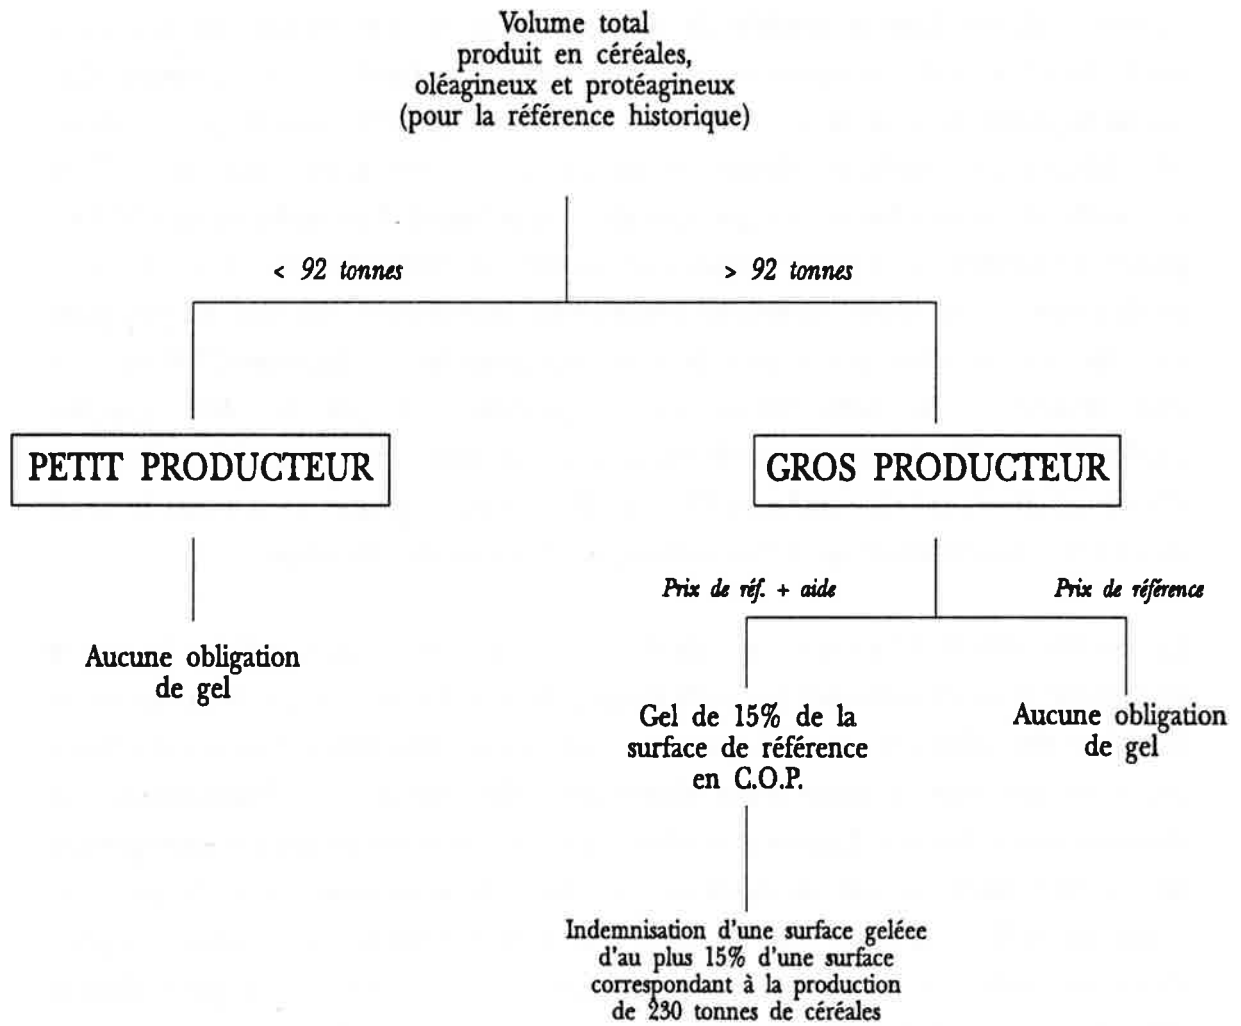 Volume total
produit en céréales,
oléagineux et protéagineux
(pour la référence historique)
< 92 tonnes
> 92 tonnes
PETIT PRODUCTEUR
GROS PRODUCTEUR
Prix de réf. + aide
Prix de référence
Aucune obligation
de gel
Gel de 15% de la
surface de référence
en C.O.P.
Aucune obligation
de gel
Indemnisation d'une surface geléee
d'au plus 15% d'une surface
correspondant à la production
de 230 tonnes de céréales